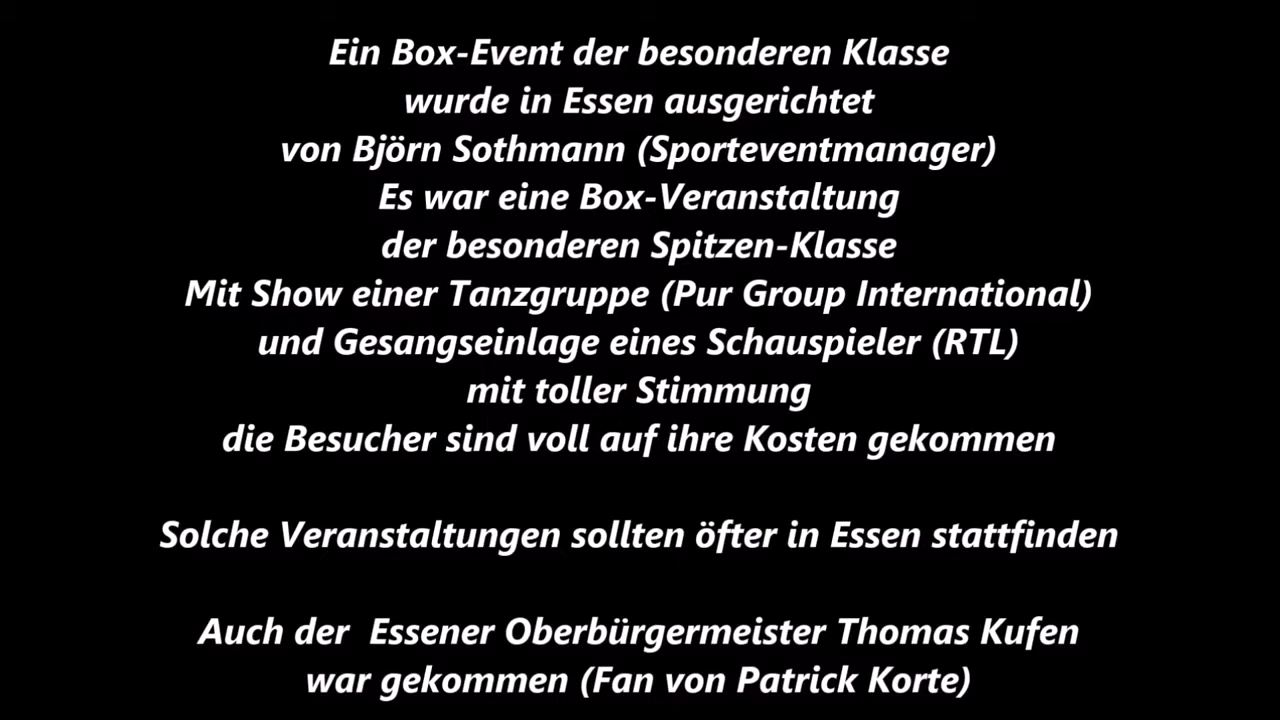 Ein Box-Event der besonderen Klasse
wurde in Essen ausgerichtet
von Björn Sothmann (Sporteventmanager)
Es war eine Box-Veranstaltung
der besonderen Spitzen-Klasse
Mit Show einer Tanzgruppe (Pur Group International)
und Gesangseinlage eines Schauspieler (RTL)
mit toller Stimmung
die Besucher sind voll auf ihre Kosten gekommen
Solche Veranstaltungen sollten öfter in Essen stattfinden
Auch der  Essener Oberbürgermeister Thomas Kufen
war gekommen (Fan von Patrick Korte)